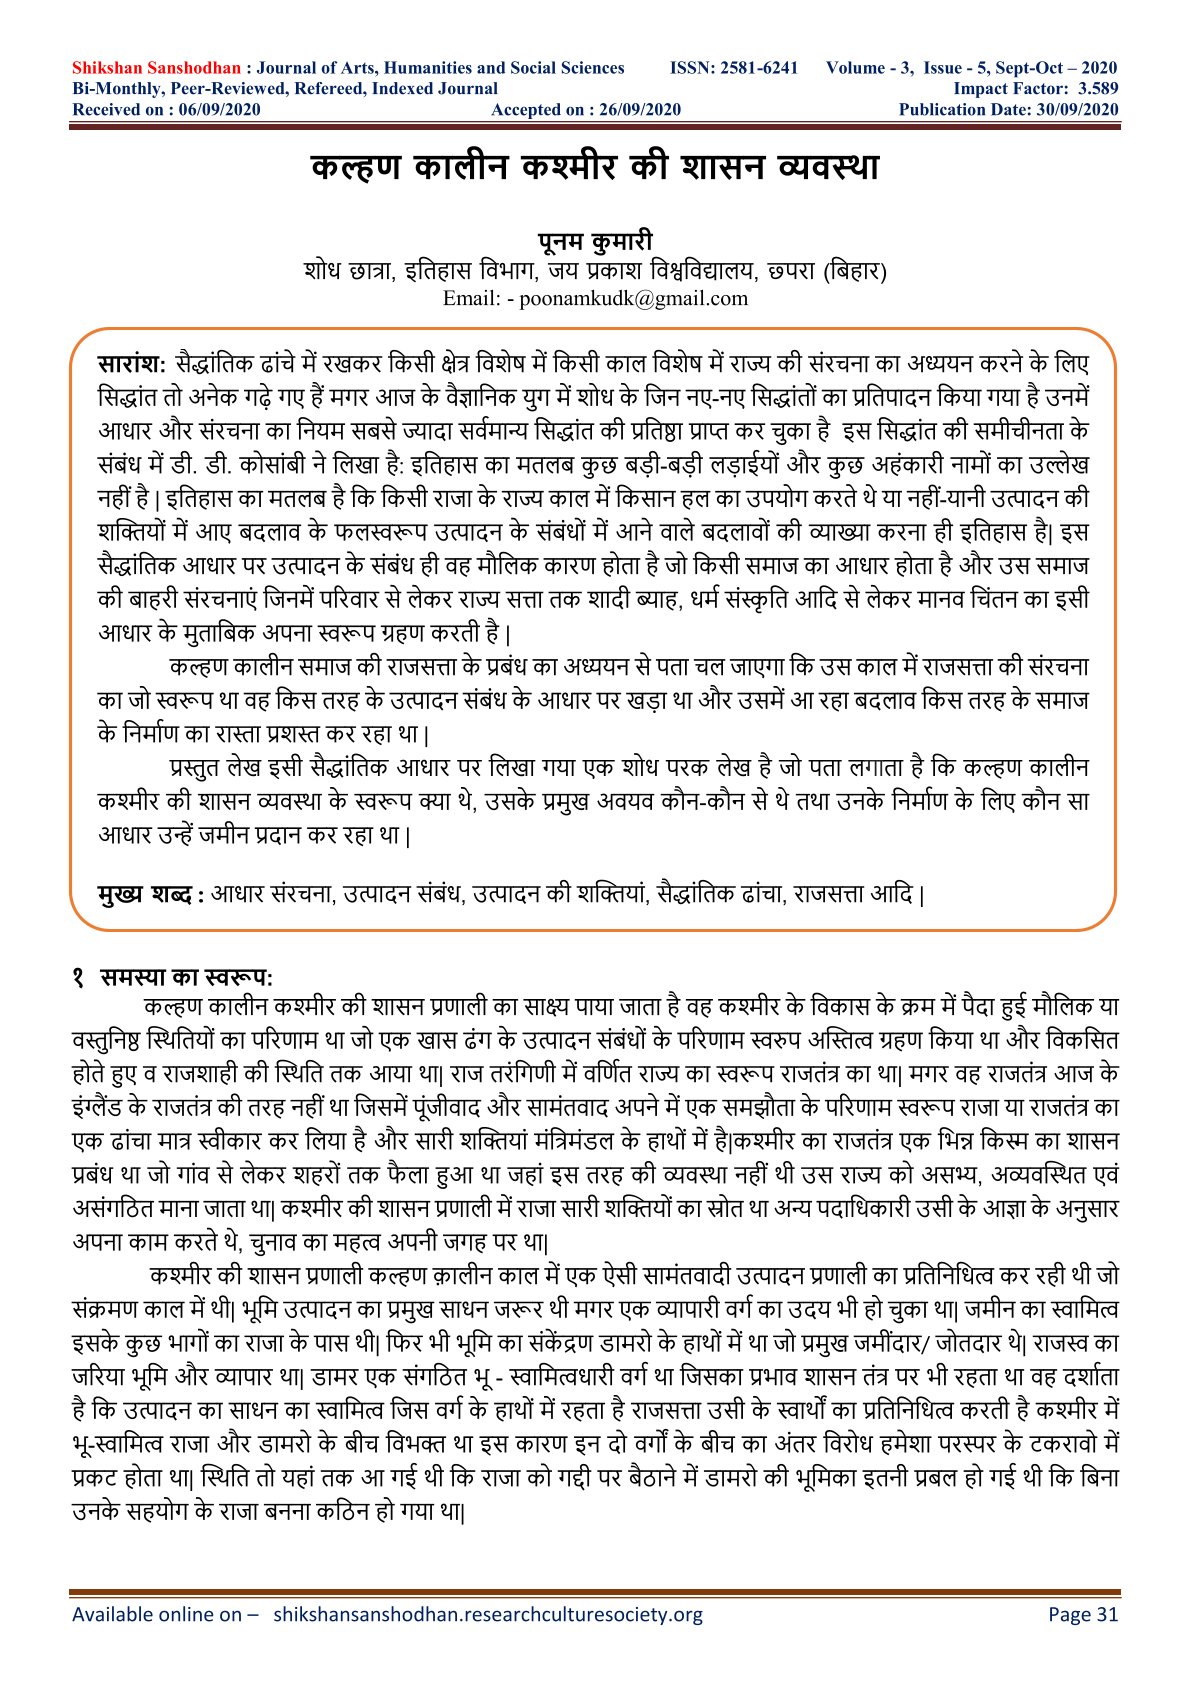 Shikshan Sanshodhan : Journal of Arts, Humanities and Social Sciences ISSN: 2581-6241 Volume - 3, Issue - 5, Sept-Oct – 2020
Bi-Monthly, Peer-Reviewed, Refereed, Indexed Journal Impact Factor: 3.589
Received on : 06/09/2020 Accepted on : 26/09/2020 Publication Date: 30/09/2020
कल्हण कालीन कश्मीर की शासन व्यवस्था
पूनम कुमारी
शोध छात्रा, इतिहास विभाग, जय प्रकाश विश्वविद्यालय, छपरा (बिहार)
Email: - poonamkudk@gmail.com
सारांश: सैद्धांतिक ढांचे में रखकर किसी क्षेत्र विशेष में किसी काल विशेष में राज्य की संरचना का अध्ययन करने के लिए
सिद्धांत तो अनेक गढ़े गए हैं मगर आज के वैज्ञानिक युग में शोध के जिन नए-नए सिद्धांतों का प्रतिपादन किया गया है उनमें
आधार और संरचना का नियम सबसे ज्यादा सर्वमान्य सिद्धांत की प्रतिष्ठा प्राप्त कर चुका है इस सिद्धांत की समीचीनता के
संबंध में डी. डी. कोसांबी ने लिखा है: इतिहास का मतलब कुछ बड़ी-बड़ी लड़ाईयों और कुछ अहंकारी नामों का उल्लेख
नहीं है | इतिहास का मतलब है कि किसी राजा के राज्य काल में किसान हल का उपयोग करते थे या नहीं-यानी उत्पादन की
शक्तियों में आए बदलाव के फलस्वरूप उत्पादन के संबंधों में आने वाले बदलावों की व्याख्या करना ही इतिहास है| इस
सैद्धांतिक आधार पर उत्पादन के संबंध ही वह मौलिक कारण होता है जो किसी समाज का आधार होता है और उस समाज
की बाहरी संरचनाएं जिनमें परिवार से लेकर राज्य सत्ता तक शादी ब्याह, धर्म संस्कृति आदि से लेकर मानव चिंतन का इसी
आधार के मुताबिक अपना स्वरूप ग्रहण करती है |
कल्हण कालीन समाज की राजसत्ता के प्रबंध का अध्ययन से पता चल जाएगा कि उस काल में राजसत्ता की संरचना
का जो स्वरूप था वह किस तरह के उत्पादन संबंध के आधार पर खड़ा था और उसमें आ रहा बदलाव किस तरह के समाज
के निर्माण का रास्ता प्रशस्त कर रहा था |
प्रस्तुत लेख इसी सैद्धांतिक आधार पर लिखा गया एक शोध परक लेख है जो पता लगाता है कि कल्हण कालीन
कश्मीर की शासन व्यवस्था के स्वरूप क्या थे, उसके प्रमुख अवयव कौन-कौन से थे तथा उनके निर्माण के लिए कौन सा
आधार उन्हें जमीन प्रदान कर रहा था |
मुख्य शब्द : आधार संरचना, उत्पादन संबंध, उत्पादन की शक्तियां, सैद्धांतिक ढांचा, राजसत्ता आदि |
१ समस्या का स्वरूप:
कल्हण कालीन कश्मीर की शासन प्रणाली का साक्ष्य पाया जाता है वह कश्मीर के विकास के क्रम में पैदा हुई मौलिक या
वस्तुनिष्ठ स्थितियों का परिणाम था जो एक खास ढंग के उत्पादन संबंधों के परिणाम स्वरुप अस्तित्व ग्रहण किया था और विकसित
होते हुए व राजशाही की स्थिति तक आया था| राज तरंगिणी में वर्णित राज्य का स्वरूप राजतंत्र का था| मगर वह राजतंत्र आज के
इंग्लैंड के राजतंत्र की तरह नहीं था जिसमें पूंजीवाद और सामंतवाद अपने में एक समझौता के परिणाम स्वरूप राजा या राजतंत्र का
एक ढांचा मात्र स्वीकार कर लिया है और सारी शक्तियां मंत्रिमंडल के हाथों में है|कश्मीर का राजतंत्र एक भिन्न किस्म का शासन
प्रबंध था जो गांव से लेकर शहरों तक फैला हुआ था जहां इस तरह की व्यवस्था नहीं थी उस राज्य को असभ्य, अव्यवस्थित एवं
असंगठित माना जाता था| कश्मीर की शासन प्रणाली में राजा सारी शक्तियों का स्रोत था अन्य पदाधिकारी उसी के आज्ञा के अनुसार
अपना काम करते थे, चुनाव का महत्व अपनी जगह पर था|
कश्मीर की शासन प्रणाली कल्हण क़ालीन काल में एक ऐसी सामंतवादी उत्पादन प्रणाली का प्रतिनिधित्व कर रही थी जो
संक्रमण काल में थी| भूमि उत्पादन का प्रमुख साधन जरूर थी मगर एक व्यापारी वर्ग का उदय भी हो चुका था| जमीन का स्वामित्व
इसके कुछ भागों का राजा के पास थी| फिर भी भूमि का संकेंद्रण डामरो के हाथों में था जो प्रमुख जमींदार/ जोतदार थे| राजस्व का
जरिया भूमि और व्यापार था| डामर एक संगठित भू - स्वामित्वधारी वर्ग था जिसका प्रभाव शासन तंत्र पर भी रहता था वह दर्शाता
है कि उत्पादन का साधन का स्वामित्व जिस वर्ग के हाथों में रहता है राजसत्ता उसी के स्वार्थों का प्रतिनिधित्व करती है कश्मीर में
भू-स्वामित्व राजा और डामरो के बीच विभक्त था इस कारण इन दो वर्गों के बीच का अंतर विरोध हमेशा परस्पर के टकरावो में
प्रकट होता था| स्थिति तो यहां तक आ गई थी कि राजा को गद्दी पर बैठाने में डामरो की भूमिका इतनी प्रबल हो गई थी कि बिना
उनके सहयोग के राजा बनना कठिन हो गया था|
Available online on – shikshansanshodhan.researchculturesociety.org Page 31